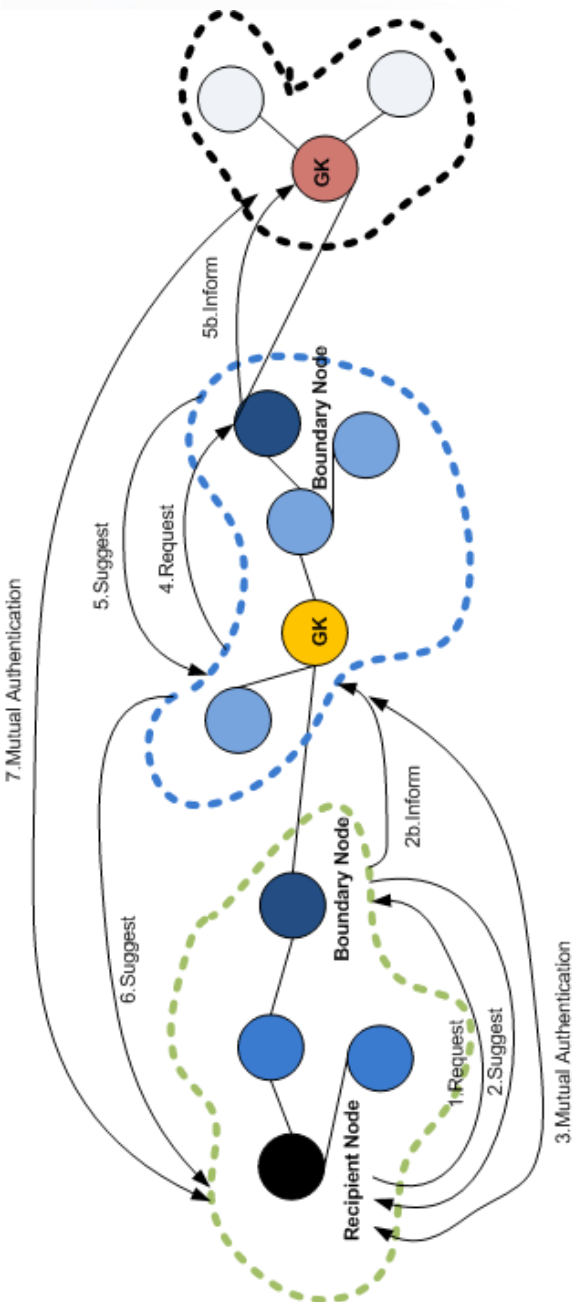 7.Mutual Authentication
6.Suggest
5.Suggest
4.Request
5b.Inform
GK
Boundary Node
GK
Boundary Node
2b.Inform
Recipient Node
1.Request
2.Suggest
3.Mutual Authentication